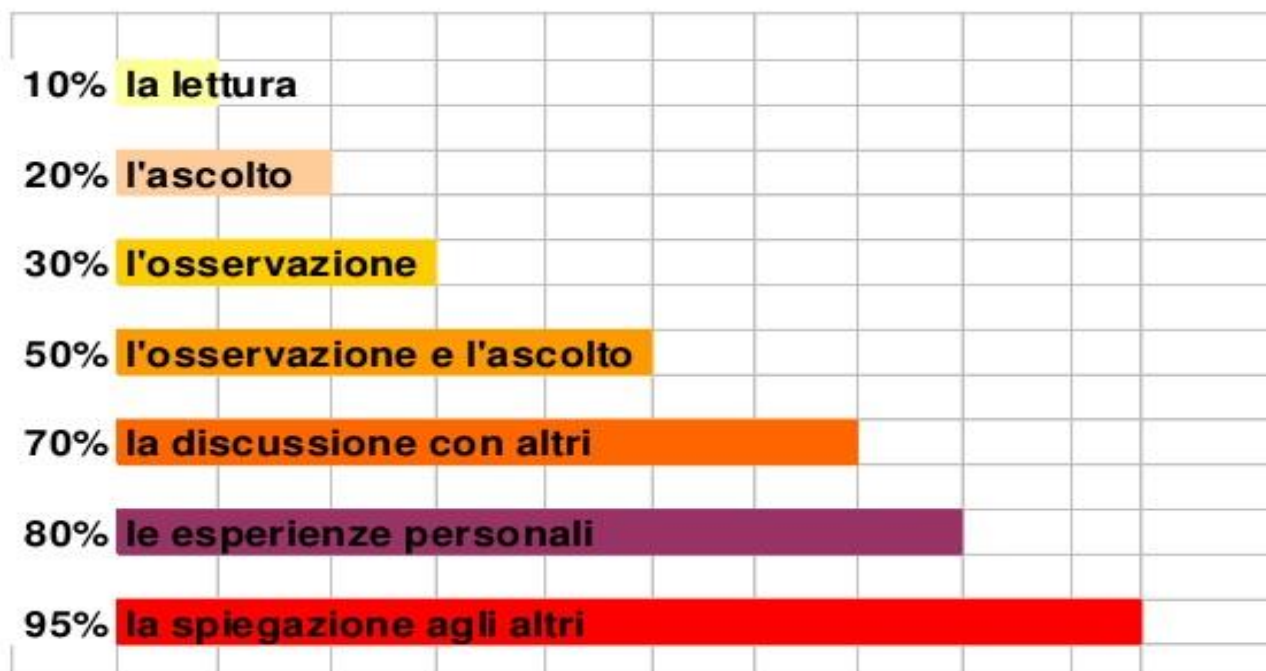 10% la lettura
20% l'ascolto
30% l'osservazione
50% l'osservazione e l'ascolto
70% la discussione con altri
80% le esperienze personali
95% la spiegazione agli altri